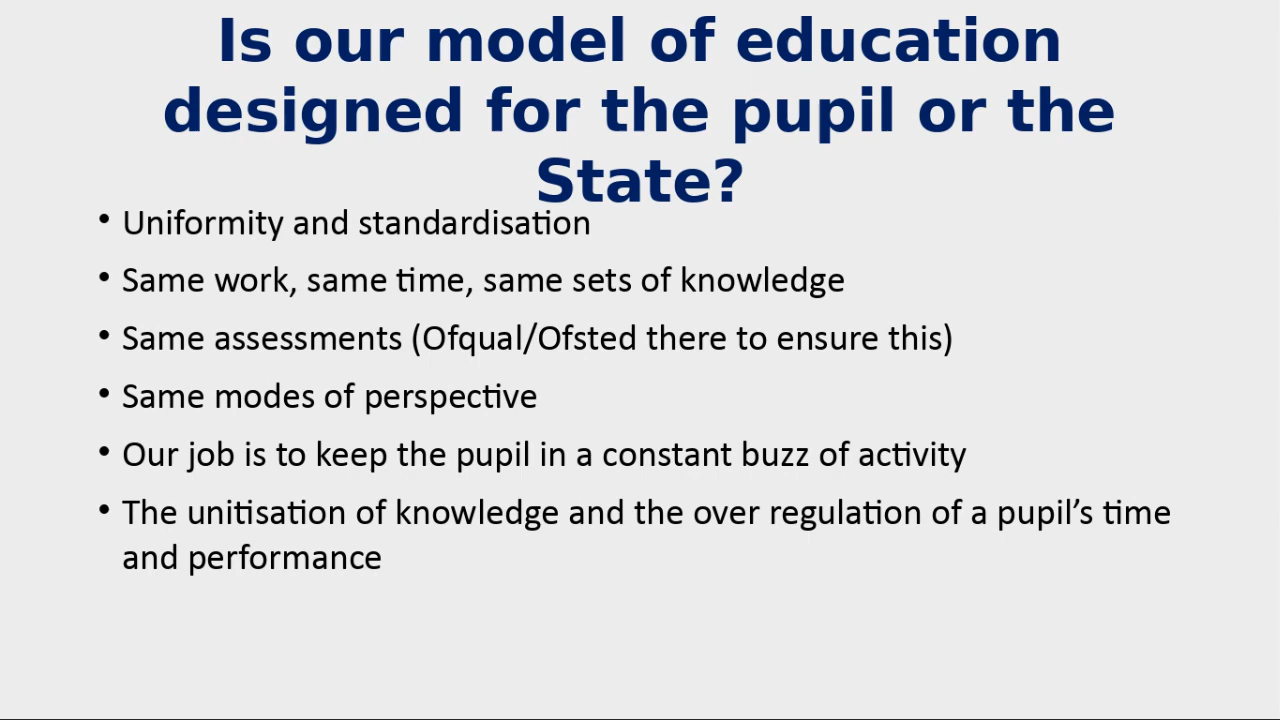 Is our model of education
designed for the pupil or the
State?
• Uniformity and standardisation
• Same work, same time, same sets of knowledge
• Same assessments (Ofqual/Ofsted there to ensure this)
• Same modes of perspective
• Our job is to keep the pupil in a constant buzz of activity
• The unitisation of knowledge and the over regulation of a pupil’s time
and performance